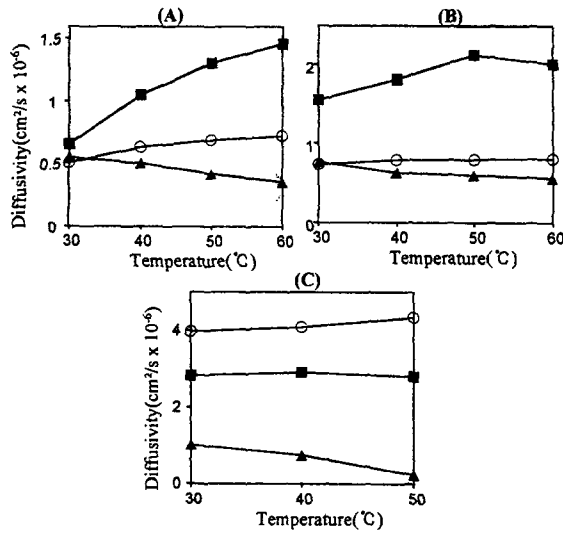 (A)
(B)
Diffusivity(cm²/s x 10⁻⁶)
1.5
1
0.5
0
30
40
50
60
Temperature(℃)
2
1
0
30
40
50
60
Temperature(℃)
(C)
Diffusivity(cm²/s x 10⁻⁶)
4
2
0
30
40
50
Temperature(℃)